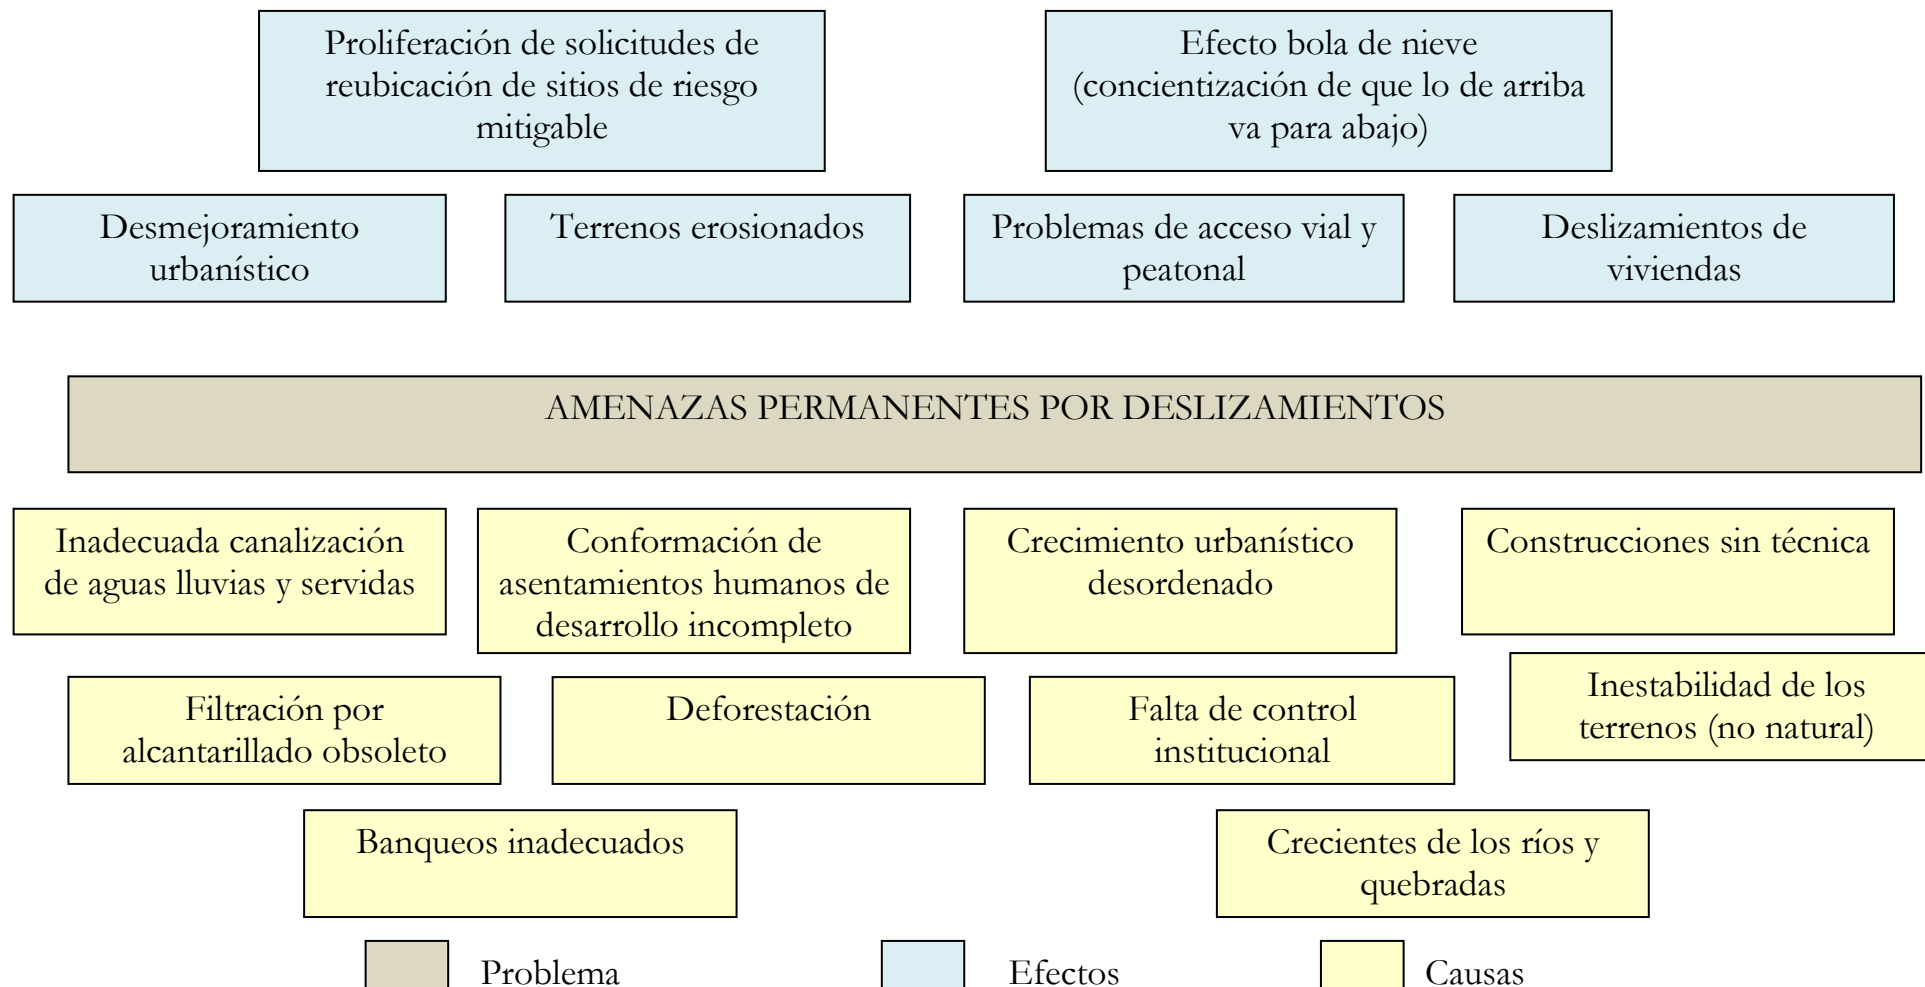 Proliferación de solicitudes de
reubicación de sitios de riesgo
mitigable
Efecto bola de nieve
(concientización de que lo de arriba
va para abajo)
Desmejoramiento
urbanístico
Terrenos erosionados
Problemas de acceso vial y
peatonal
Deslizamientos de
viviendas
AMENAZAS PERMANENTES POR DESLIZAMIENTOS
Inadecuada canalización
de aguas lluvias y servidas
Conformación de
asentamientos humanos de
desarrollo incompleto
Crecimiento urbanístico
desordenado
Construcciones sin técnica
Filtración por
alcantarillado obsoleto
Deforestación
Falta de control
institucional
Inestabilidad de los
terrenos (no natural)
Banqueos inadecuados
Crecientes de los ríos y
quebradas
Problema
Efectos
Causas